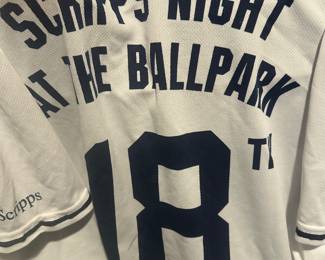 SCRIPPS NIGHT
AT THE BALLPARK
18TH
Scripps